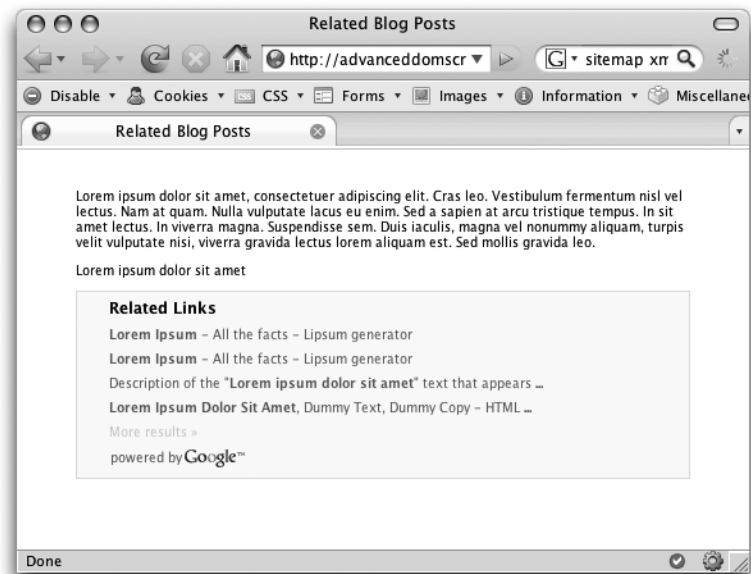 Related Blog Posts
http://advanceddomscr
G sitemap xm
Disable Cookies CSS Forms Images Information Miscellane
Related Blog Posts
Lorem ipsum dolor sit amet, consectetuer adipiscing elit. Cras leo. Vestibulum fermentum nisl vel
lectus. Nam at quam. Nulla vulputate lacus eu enim. Sed a sapien at arcu tristique tempus. In sit
amet lectus. In viverra magna. Suspendisse sem. Duis iaculis, magna vel nonummy aliquam, turpis
velit vulputate nisi, viverra gravida lectus lorem aliquam est. Sed mollis gravida leo.
Lorem ipsum dolor sit amet
Related Links
Lorem Ipsum – All the facts – Lipsum generator
Lorem Ipsum – All the facts – Lipsum generator
Description of the "Lorem ipsum dolor sit amet" text that appears ...
Lorem Ipsum Dolor Sit Amet, Dummy Text, Dummy Copy – HTML ...
More results »
powered by Google™
Done